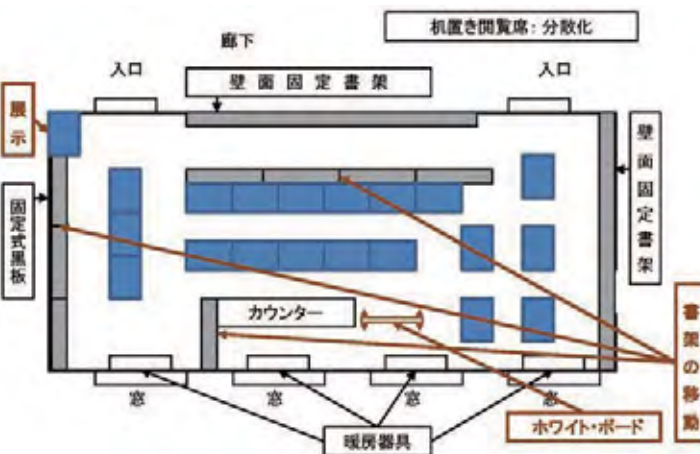 机置き閲覧席：分散化
廊下
入口
壁面固定書架
入口
展示
壁面固定書架
固定式黒板
カウンター
書架の移動
窓
窓
窓
窓
暖房器具
ホワイト・ボード